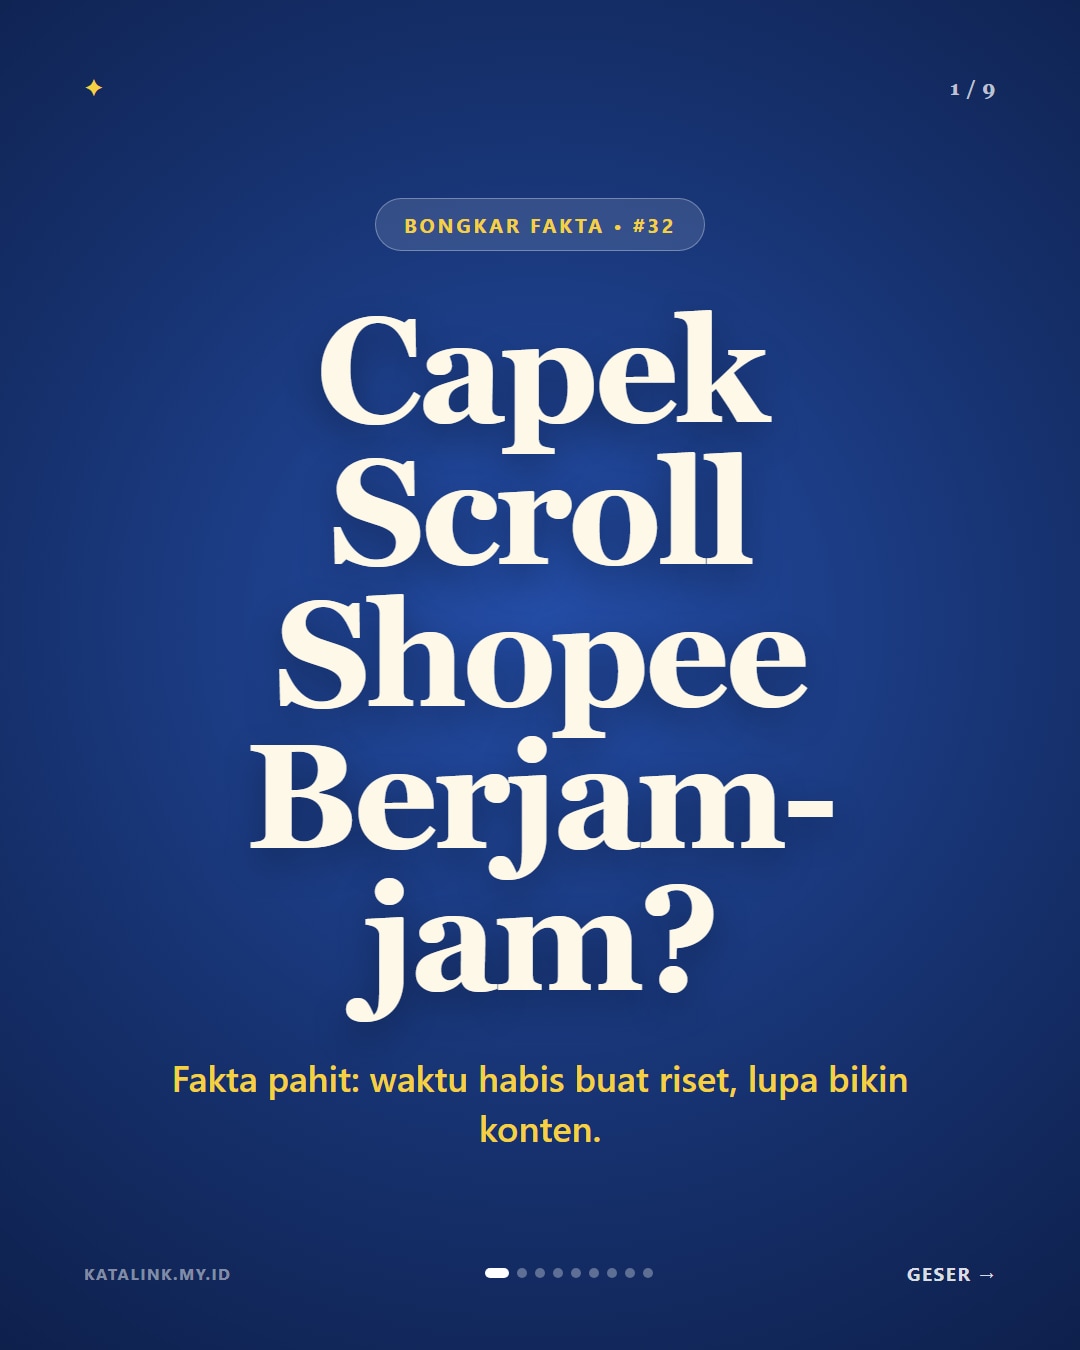 ✦
1 / 9
BONGKAR FAKTA • #32
Capek
Scroll
Shopee
Berjam-
jam?
Fakta pahit: waktu habis buat riset, lupa bikin
konten.
KATALINK.MY.ID
GESER →